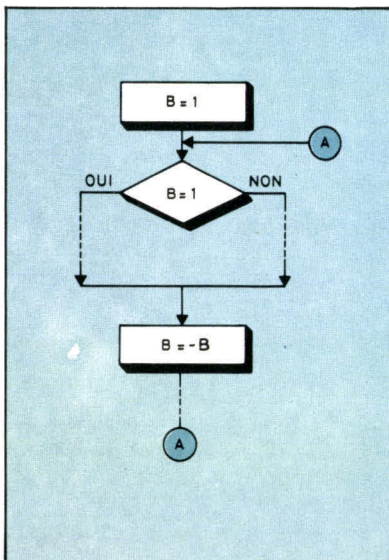 B = 1
A
OUI
B = 1
NON
B = -B
A